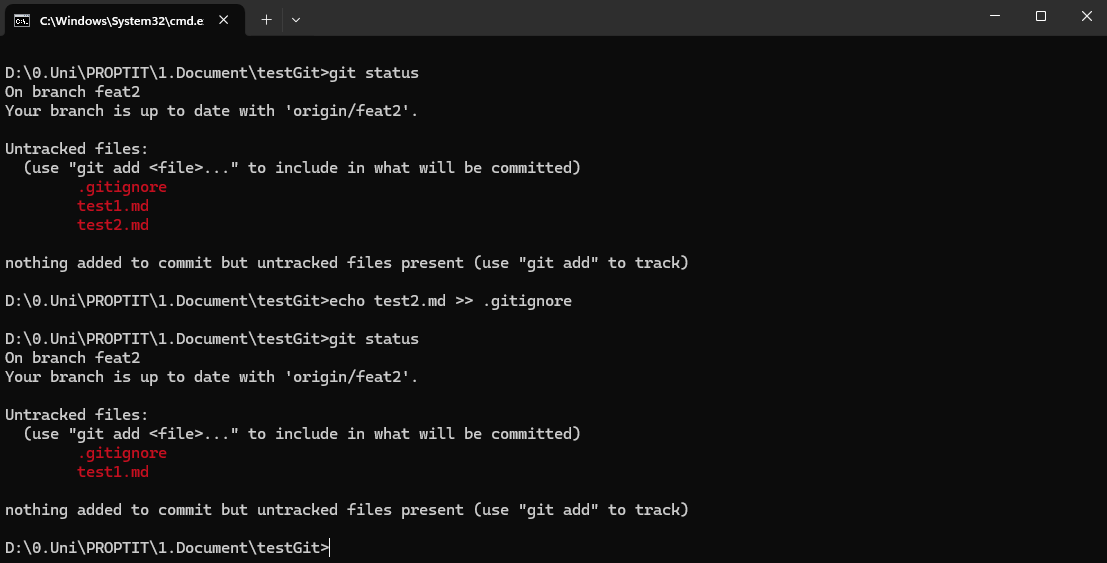 C:\Windows\System32\cmd.e
D:\0.Uni\PROPTIT\1.Document\testGit>git status
On branch feat2
Your branch is up to date with 'origin/feat2'.
Untracked files:
(use "git add <file>..." to include in what will be committed)
.gitignore
test1.md
test2.md
nothing added to commit but untracked files present (use "git add" to track)
D:\0.Uni\PROPTIT\1.Document\testGit>echo test2.md >> .gitignore
D:\0.Uni\PROPTIT\1.Document\testGit>git status
On branch feat2
Your branch is up to date with 'origin/feat2'.
Untracked files:
(use "git add <file>..." to include in what will be committed)
.gitignore
test1.md
nothing added to commit but untracked files present (use "git add" to track)
D:\0.Uni\PROPTIT\1.Document\testGit>